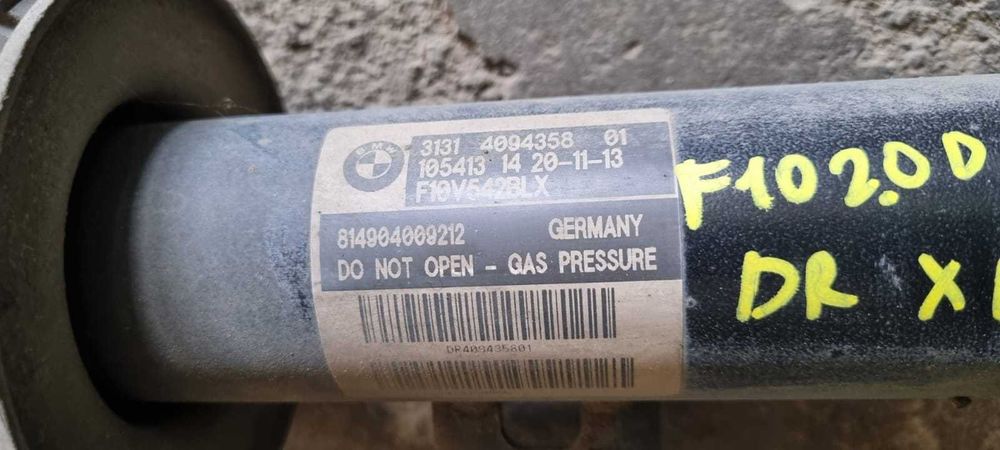 BMW
3131 4094358 01
105413 14 20-11-13
F10V542BLX
814904009212 GERMANY
DO NOT OPEN - GAS PRESSURE
DR409435801
F10 2.0D
DR X